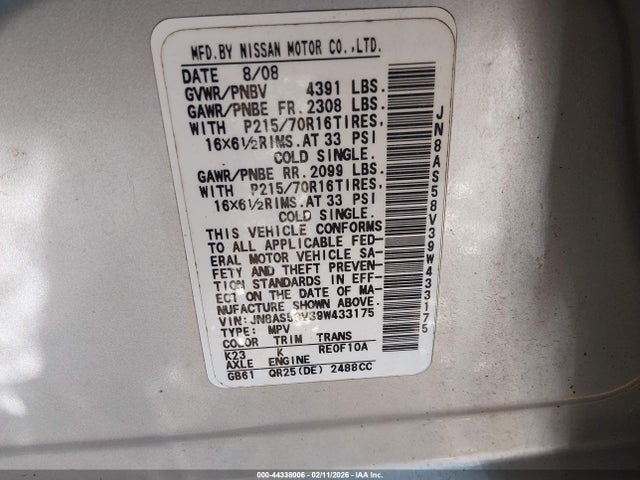 MFD.BY NISSAN MOTOR CO.,LTD.
DATE 8/08
GVWR/PNBV 4391 LBS.
GAWR/PNBE FR. 2308 LBS.
WITH P215/70R16TIRES,
16X6½RIMS.AT 33 PSI
COLD SINGLE.
GAWR/PNBE RR. 2099 LBS.
WITH P215/70R16TIRES,
16X6½RIMS.AT 33 PSI
COLD SINGLE.
THIS VEHICLE CONFORMS
TO ALL APPLICABLE FED-
ERAL MOTOR VEHICLE SA-
FETY AND THEFT PREVEN-
TION STANDARDS IN EFF-
ECT ON THE DATE OF MA-
NUFACTURE SHOWN ABOVE.
VIN: JN8AS58V39W433175
TYPE: MPV
COLOR TRIM TRANS
K23 K RE0F10A
AXLE ENGINE
GB61 QR25(DE) 2488CC
JN8AS58V39W433175
000-44338006 - 02/11/2026 - COPART